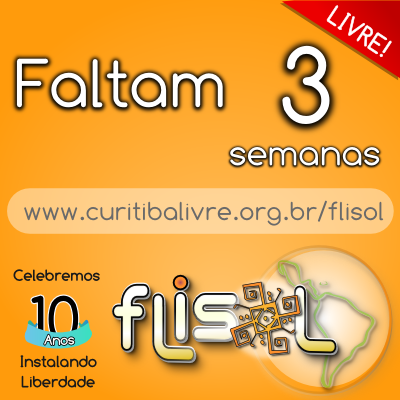 LIVRE!
Faltam 3
semanas
www.curitibalivre.org.br/flisol
Celebremos
10
Anos
Instalando
Liberdade
FLISOL